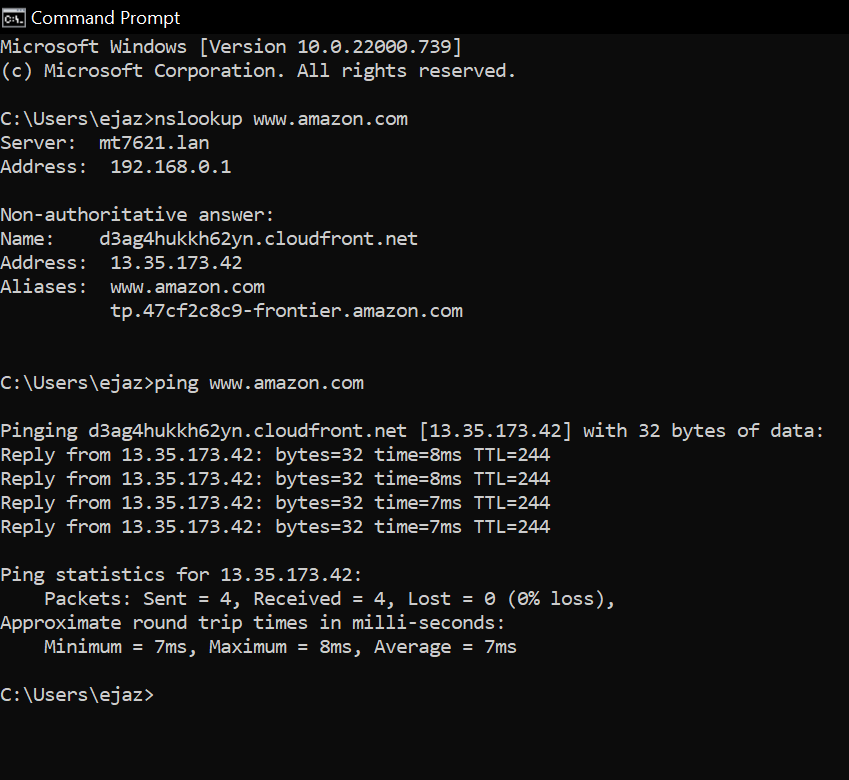 Command Prompt
Microsoft Windows [Version 10.0.22000.739]
(c) Microsoft Corporation. All rights reserved.
C:\Users\ejaz>nslookup www.amazon.com
Server:  mt7621.lan
Address:  192.168.0.1
Non-authoritative answer:
Name:    d3ag4hukkh62yn.cloudfront.net
Address:  13.35.173.42
Aliases:  www.amazon.com
          tp.47cf2c8c9-frontier.amazon.com
C:\Users\ejaz>ping www.amazon.com
Pinging d3ag4hukkh62yn.cloudfront.net [13.35.173.42] with 32 bytes of data:
Reply from 13.35.173.42: bytes=32 time=8ms TTL=244
Reply from 13.35.173.42: bytes=32 time=8ms TTL=244
Reply from 13.35.173.42: bytes=32 time=7ms TTL=244
Reply from 13.35.173.42: bytes=32 time=7ms TTL=244
Ping statistics for 13.35.173.42:
    Packets: Sent = 4, Received = 4, Lost = 0 (0% loss),
Approximate round trip times in milli-seconds:
    Minimum = 7ms, Maximum = 8ms, Average = 7ms
C:\Users\ejaz>